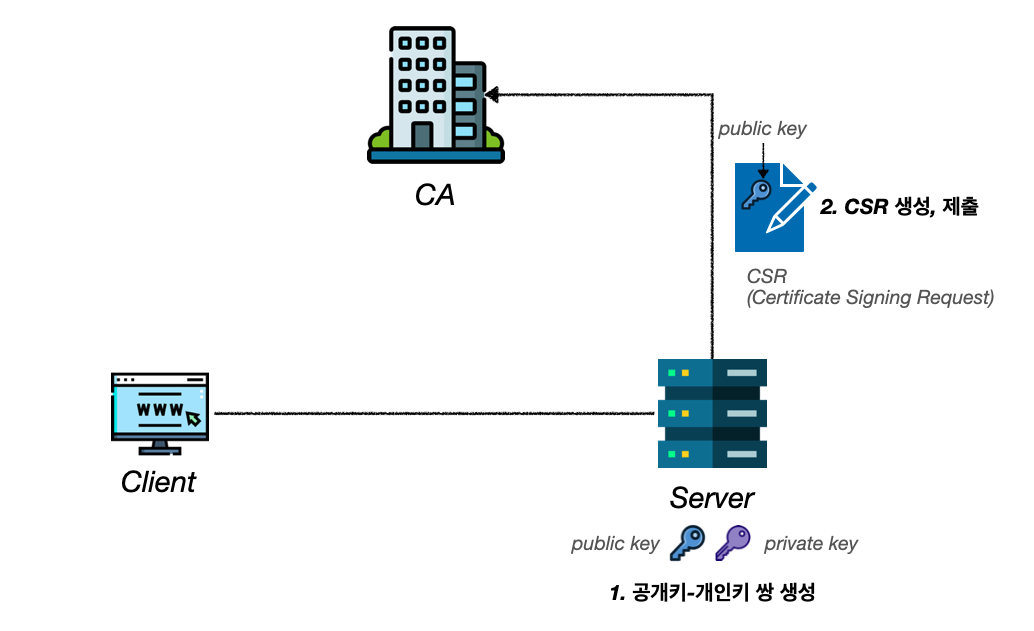 public key
CA
2. CSR 생성, 제출
CSR
(Certificate Signing Request)
WWW
Client
Server
public key
private key
1. 공개키-개인키 쌍 생성